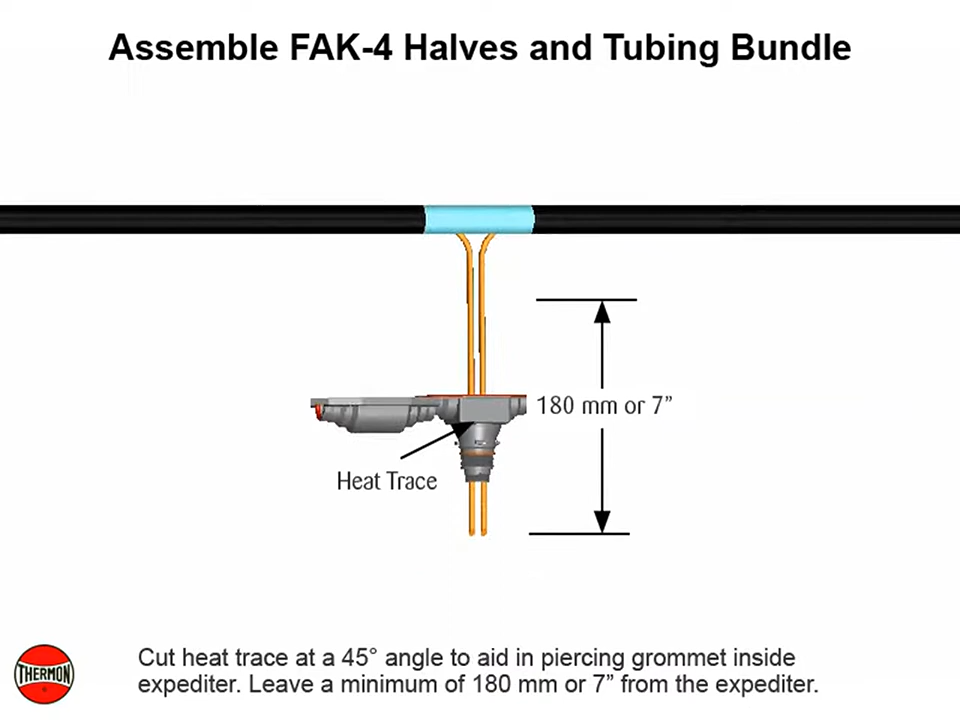 Assemble FAK-4 Halves and Tubing Bundle
180 mm or 7”
Heat Trace
THERMON
®
Cut heat trace at a 45° angle to aid in piercing grommet inside
expediter. Leave a minimum of 180 mm or 7” from the expediter.